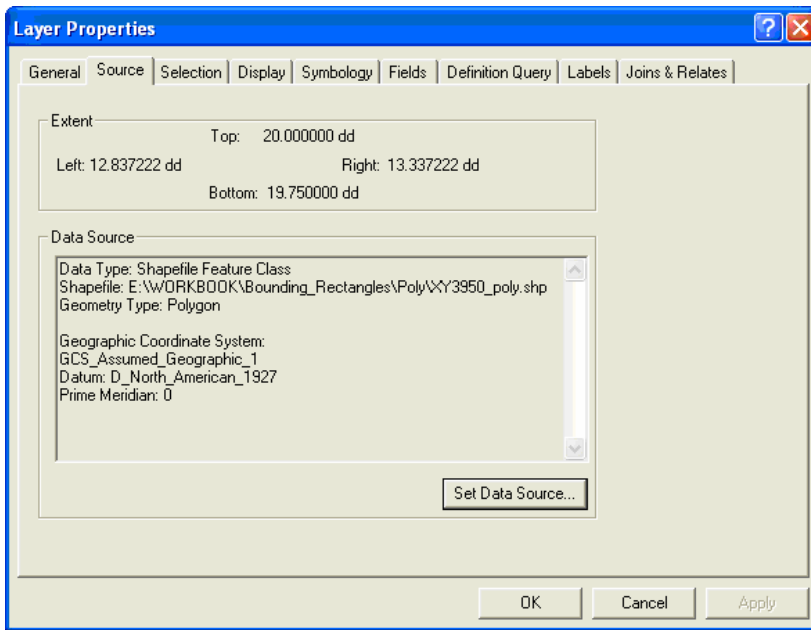 Layer Properties
General Source Selection Display Symbology Fields Definition Query Labels Joins & Relates
Extent
Top: 20.000000 dd
Left: 12.837222 dd Right: 13.337222 dd
Bottom: 19.750000 dd
Data Source
Data Type: Shapefile Feature Class
Shapefile: E:\WORKBOOK\Bounding_Rectangles\Poly\XY3950_poly.shp
Geometry Type: Polygon
Geographic Coordinate System:
GCS_Assumed_Geographic_1
Datum: D_North_American_1927
Prime Meridian: 0
Set Data Source...
OK Cancel Apply